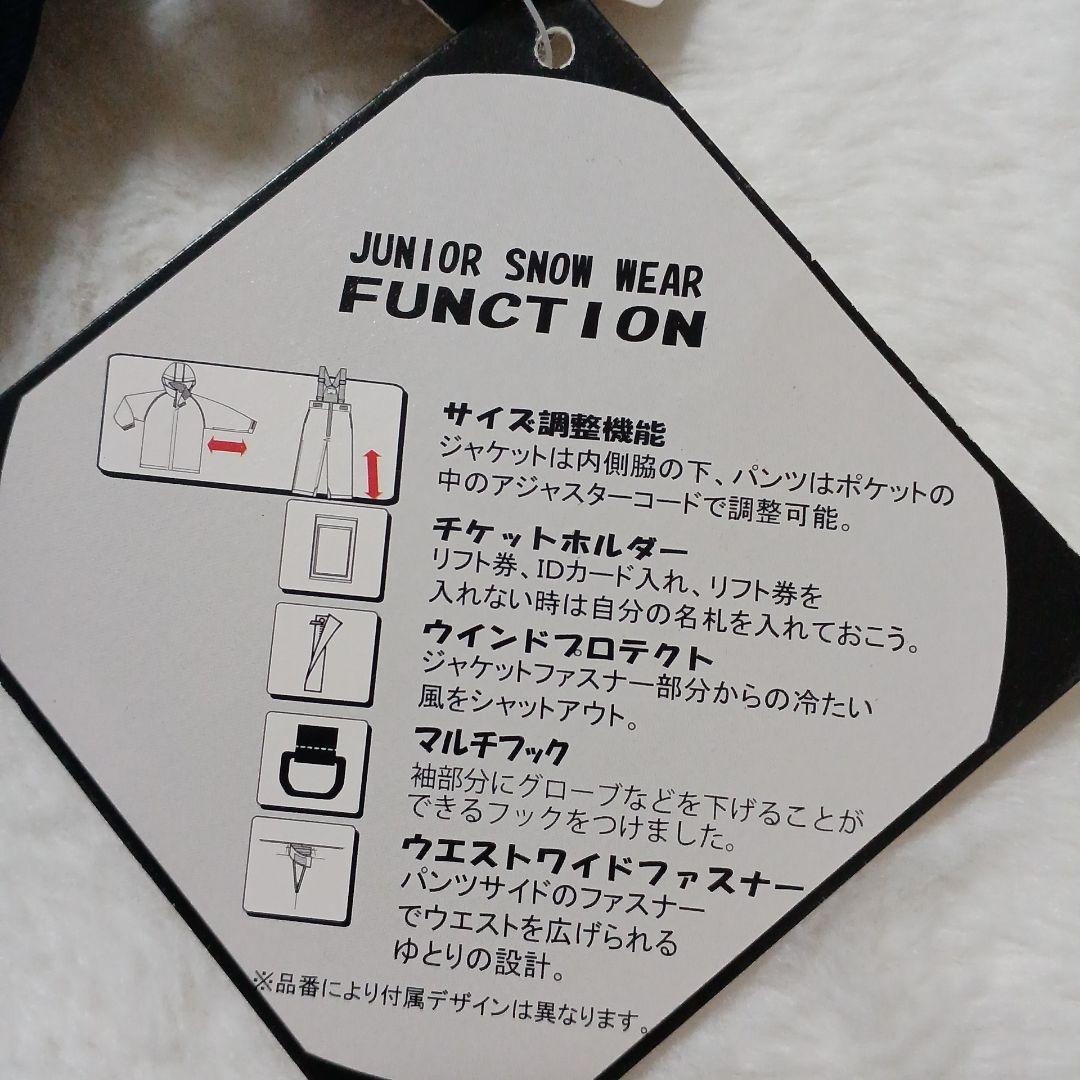 JUNIOR SNOW WEAR
FUNCTION
サイズ調整機能
ジャケットは内側脇の下、パンツはポケットの
中のアジャスターコードで調整可能。
チケットホルダー
リフト券、IDカード入れ、リフト券を
入れない時は自分の名札を入れておこう。
ウインドプロテクト
ジャケットファスナー部分からの冷たい
風をシャットアウト。
マルチフック
袖部分にグローブなどを下げることが
できるフックをつけました。
ウエストワイドファスナー
パンツサイドのファスナー
でウエストを広げられる
ゆとりの設計。
※品番により付属デザインは異なります。